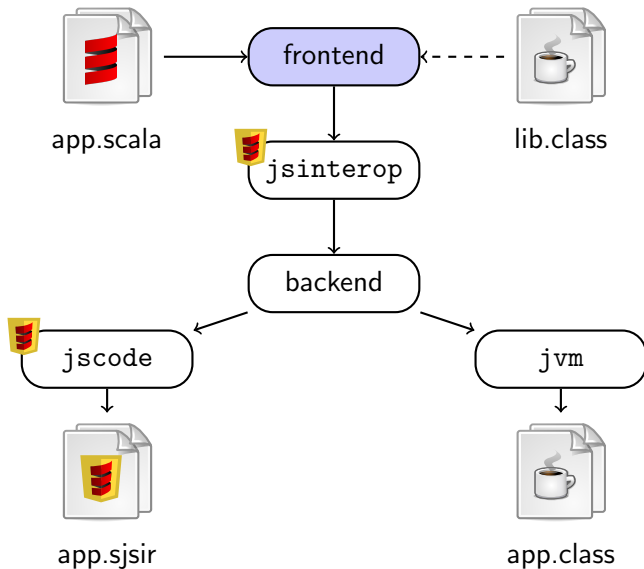 frontend
app.scala
lib.class
jsinterop
backend
jscode
jvm
app.sjsir
app.class